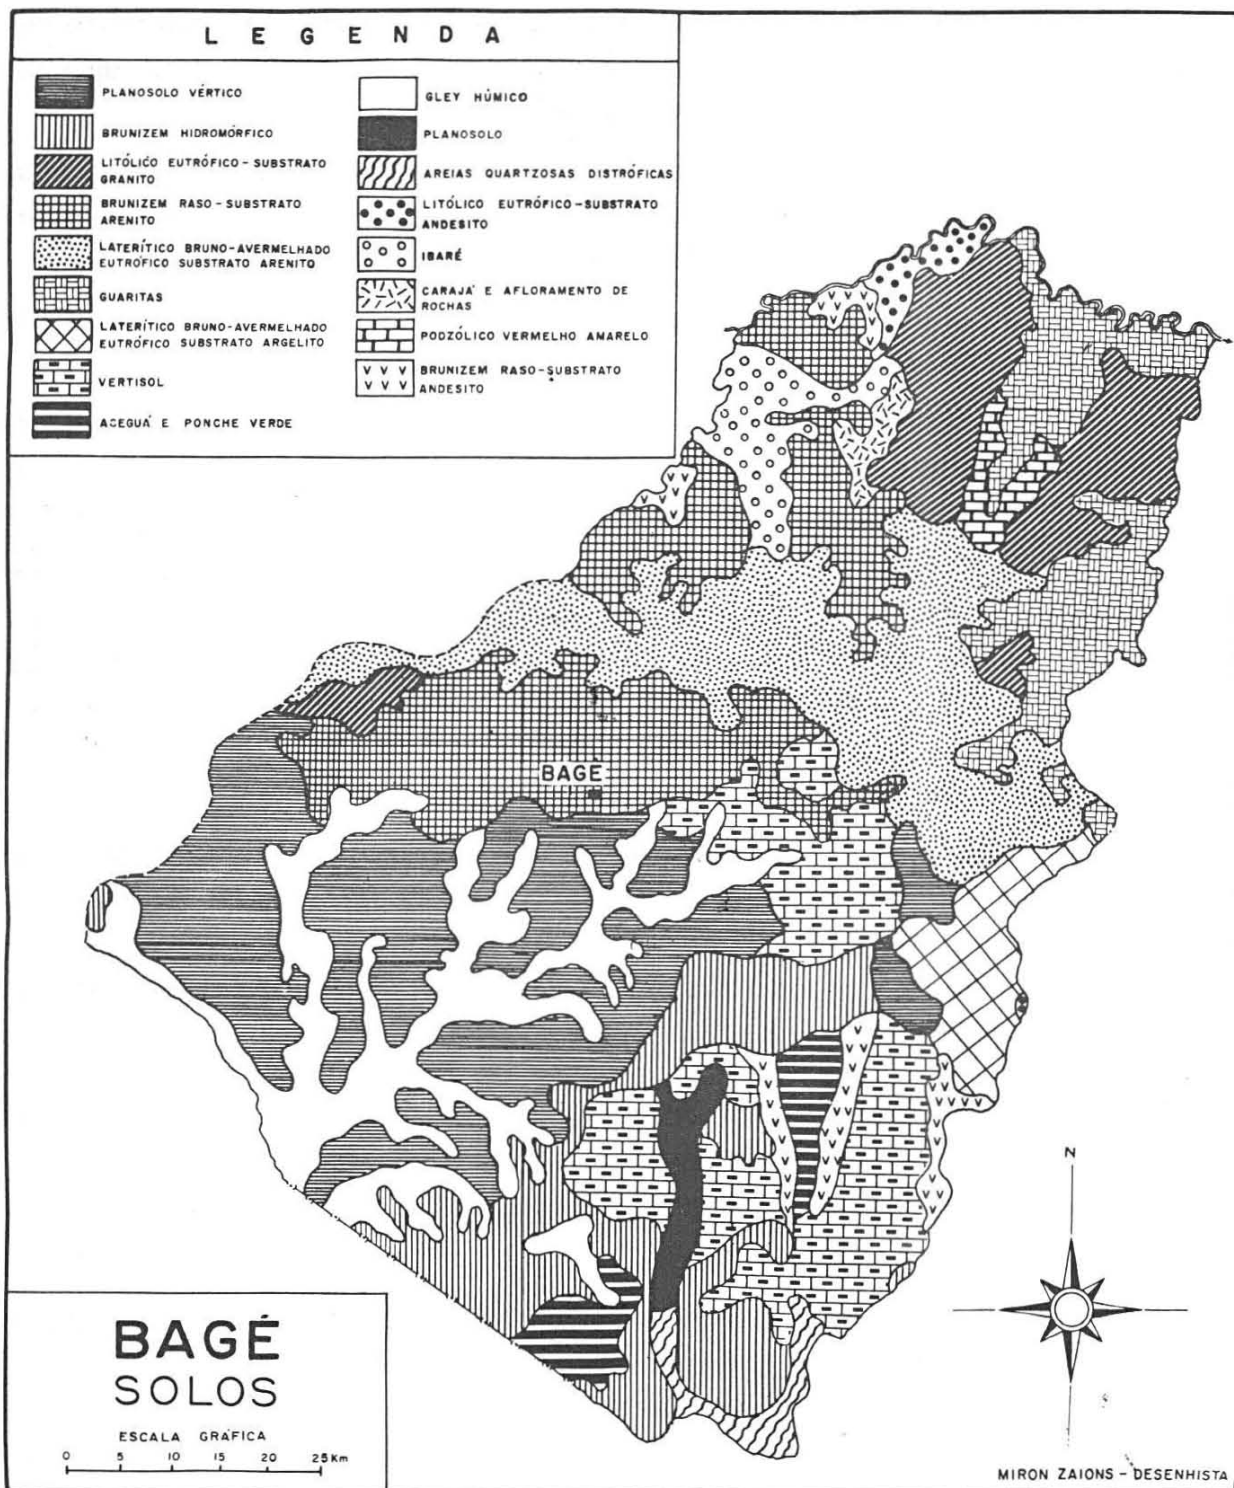 LEGENDA
PLANOSOLO VÉRTICO
BRUNIZEM HIDROMÓRFICO
LITÓLICO EUTRÓFICO-SUBSTRATO
GRANITO
BRUNIZEM RASO-SUBSTRATO
ARENITO
LATERÍTICO BRUNO-AVERMELHADO
EUTRÓFICO SUBSTRATO ARENITO
GUARITAS
LATERÍTICO BRUNO-AVERMELHADO
EUTRÓFICO SUBSTRATO ARGELITO
VERTISOL
ACEGUÁ E PONCHE VERDE
GLEY HÚMICO
PLANOSOLO
AREIAS QUARTZOSAS DISTRÓFICAS
LITÓLICO EUTRÓFICO-SUBSTRATO
ANDESITO
IBARÉ
CARAJÁ E AFLORAMENTO DE
ROCHAS
PODZÓLICO VERMELHO AMARELO
BRUNIZEM RASO-SUBSTRATO
ANDESITO
BAGÉ
N
BAGÉ
SOLOS
ESCALA GRÁFICA
0 5 10 15 20 25Km
MIRON ZAIONS - DESENHISTA